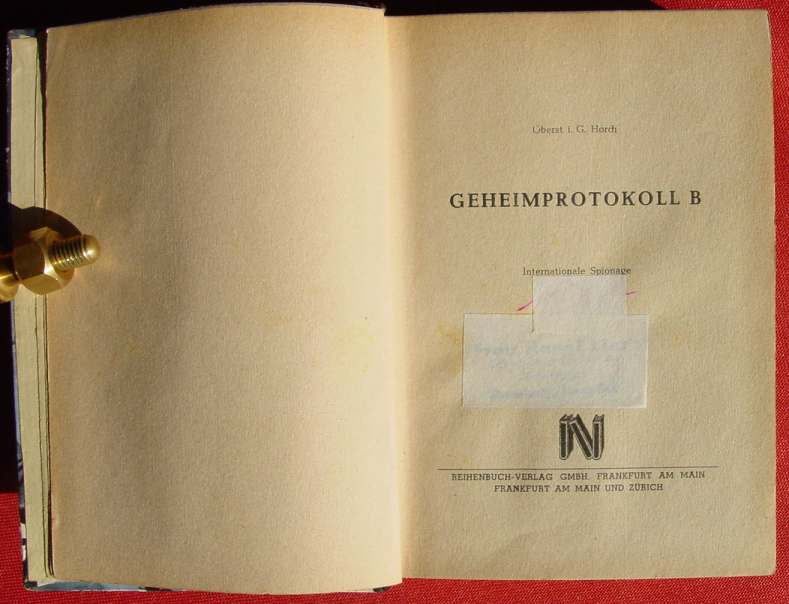 Oberst i. G. Horch
GEHEIMPROTOKOLL B
Internationale Spionage
REIHENBUCH-VERLAG GMBH. FRANKFURT AM MAIN
FRANKFURT AM MAIN UND ZÜRICH